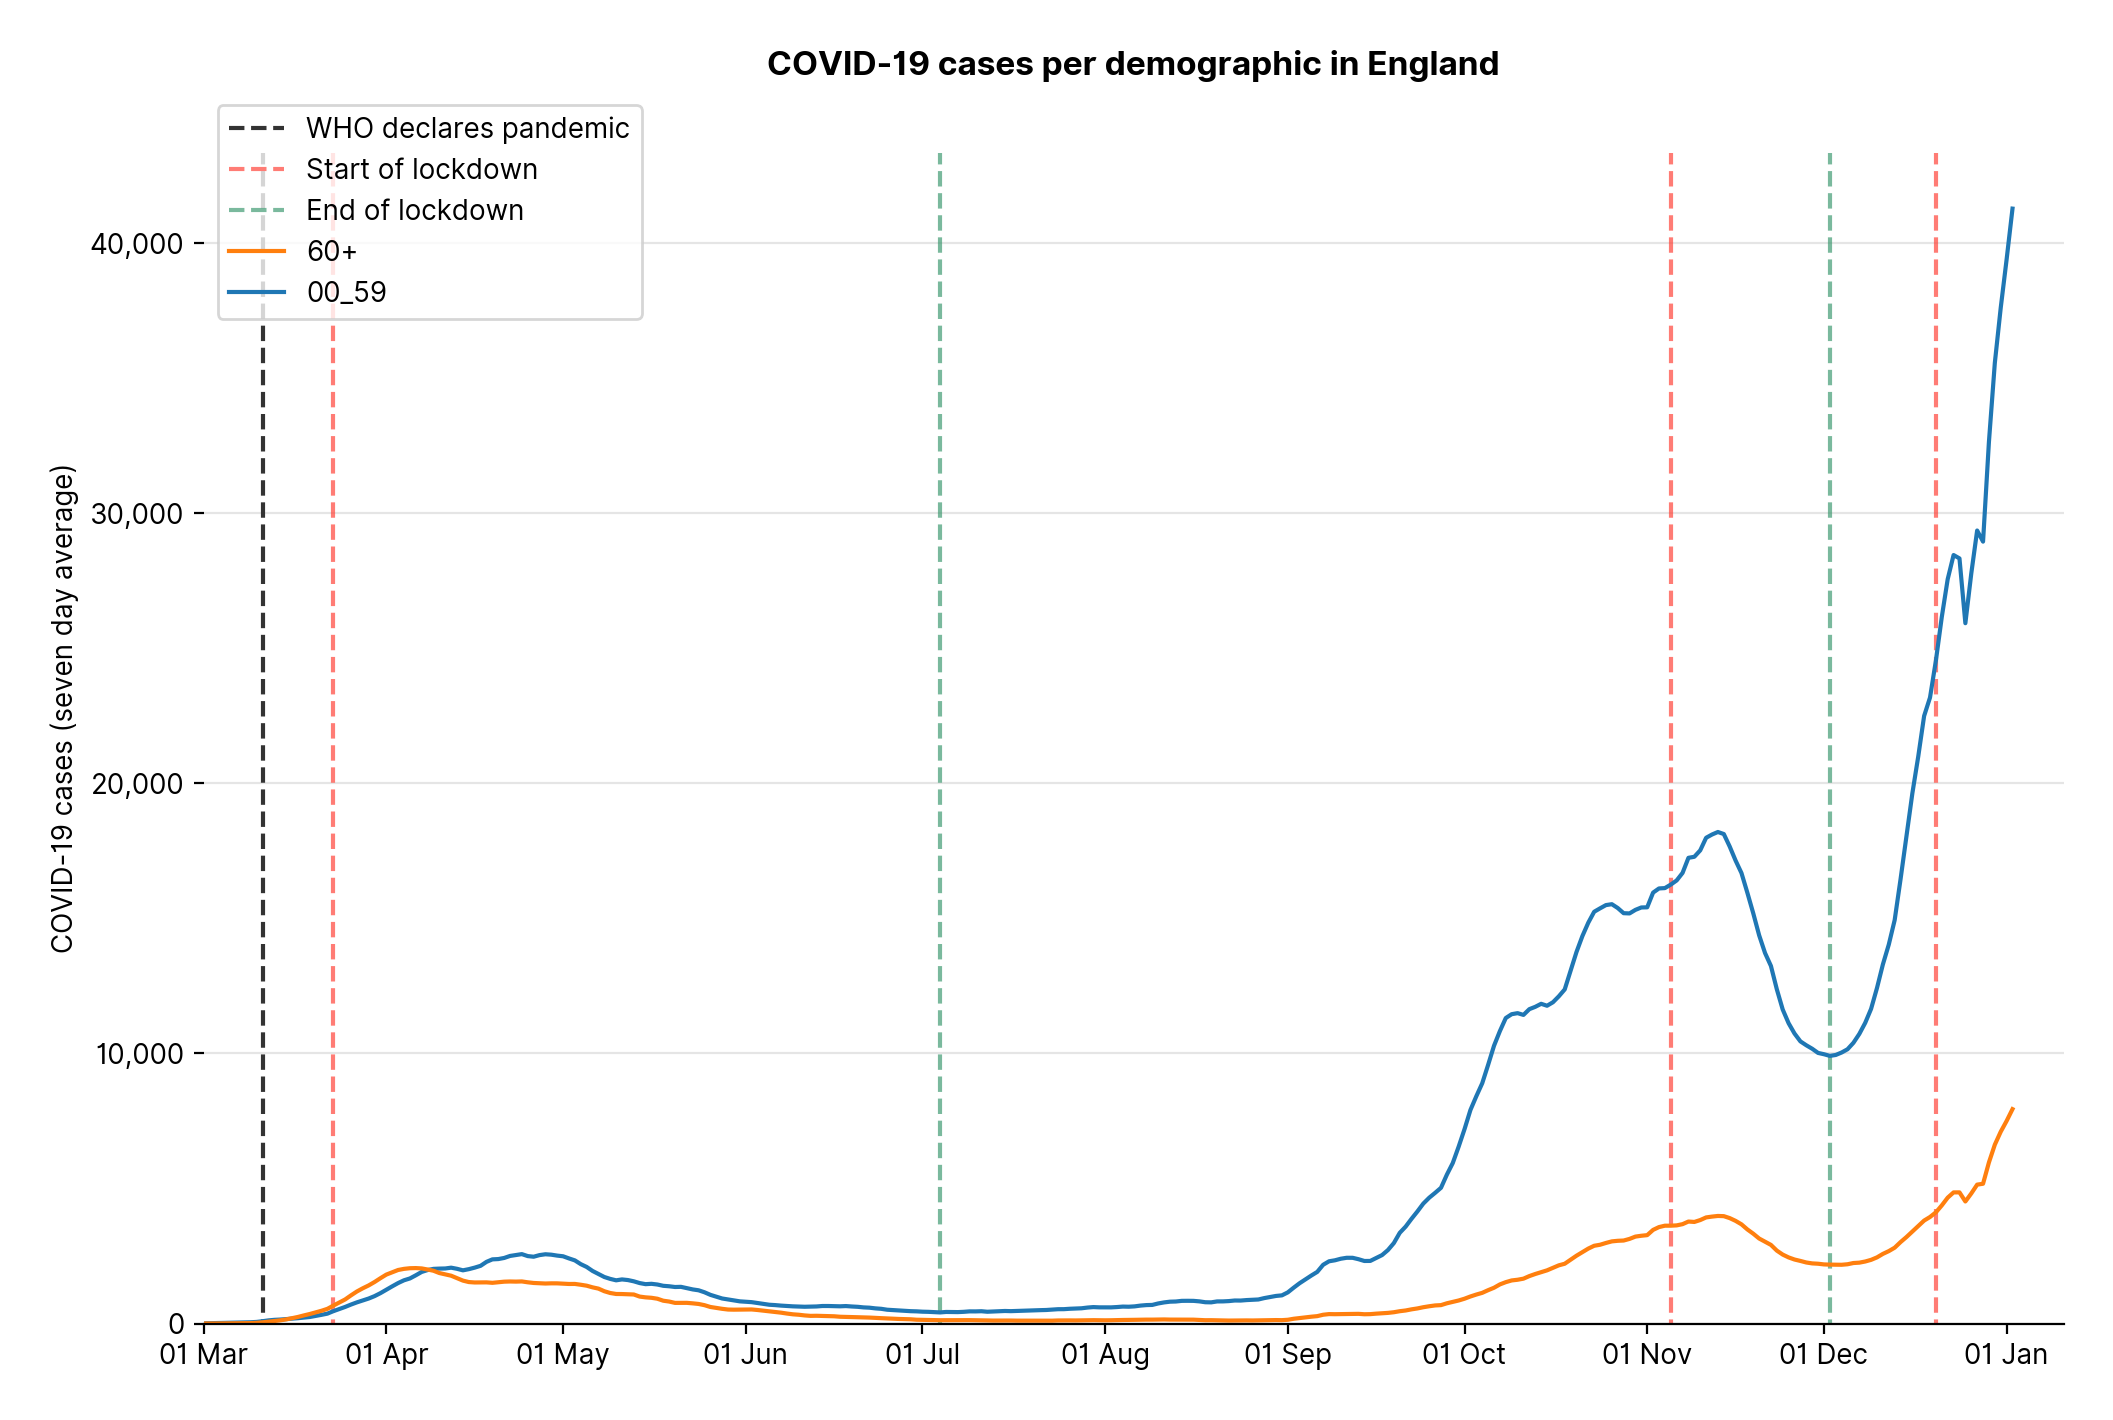 COVID-19 cases per demographic in England
WHO declares pandemic
Start of lockdown
End of lockdown
60+
00_59
COVID-19 cases (seven day average)
40,000
30,000
20,000
10,000
0
01 Mar 01 Apr 01 May 01 Jun 01 Jul 01 Aug 01 Sep 01 Oct 01 Nov 01 Dec 01 Jan